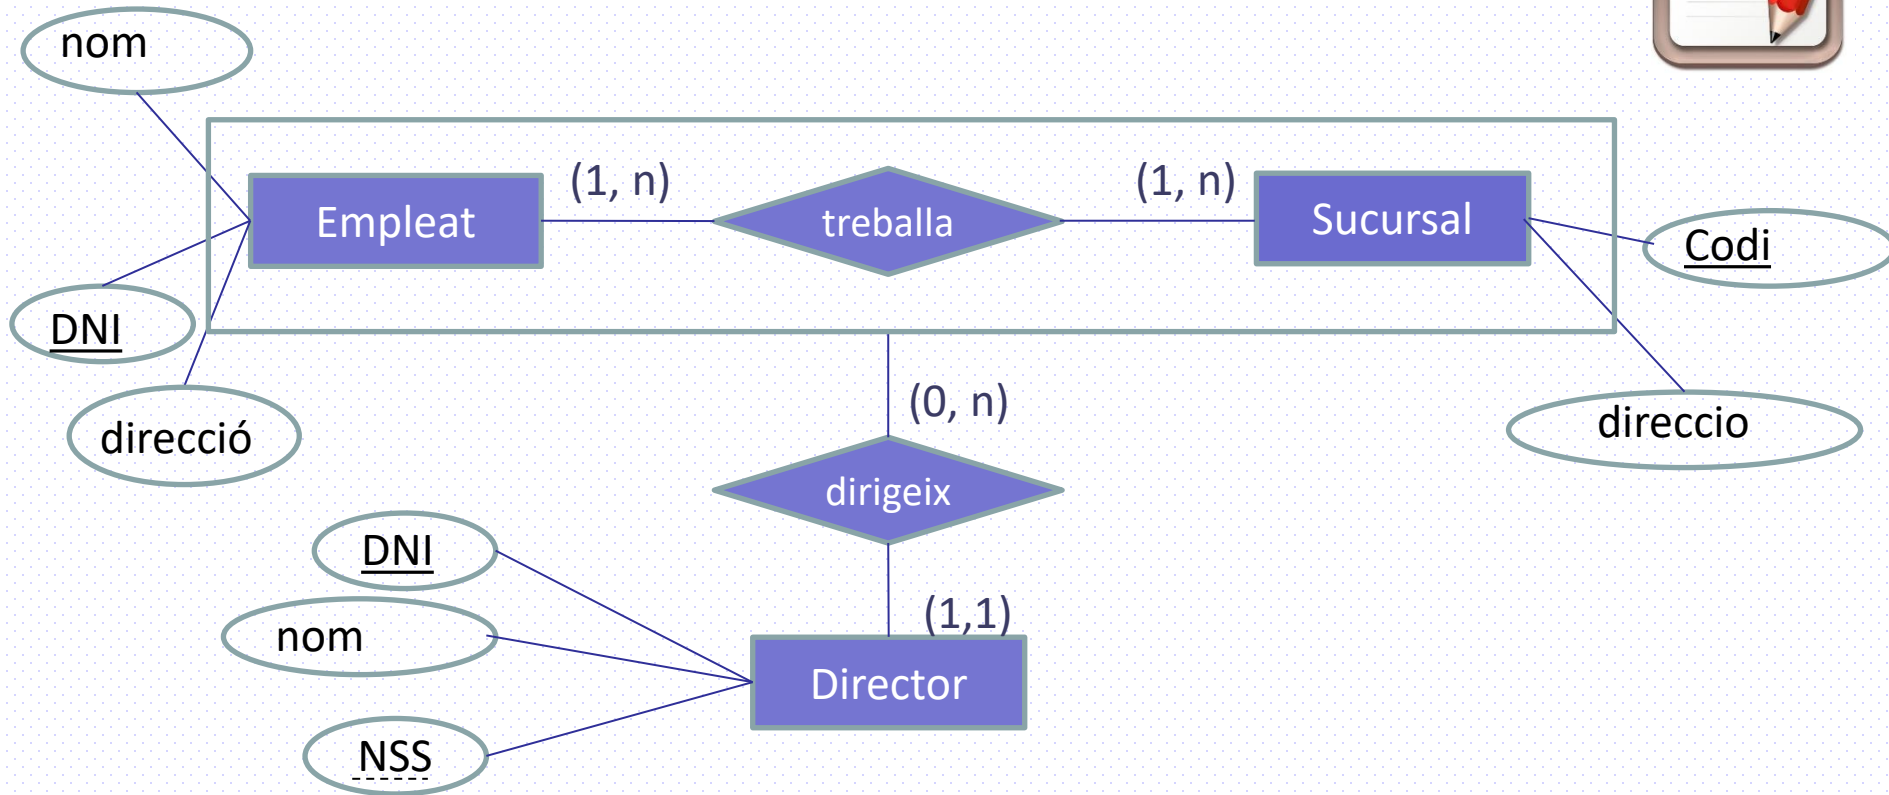 nom
(1, n)
(1, n)
Empleat
treballa
Sucursal
Codi
DNI
direcció
(0, n)
direccio
dirigeix
DNI
nom
(1,1)
Director
NSS